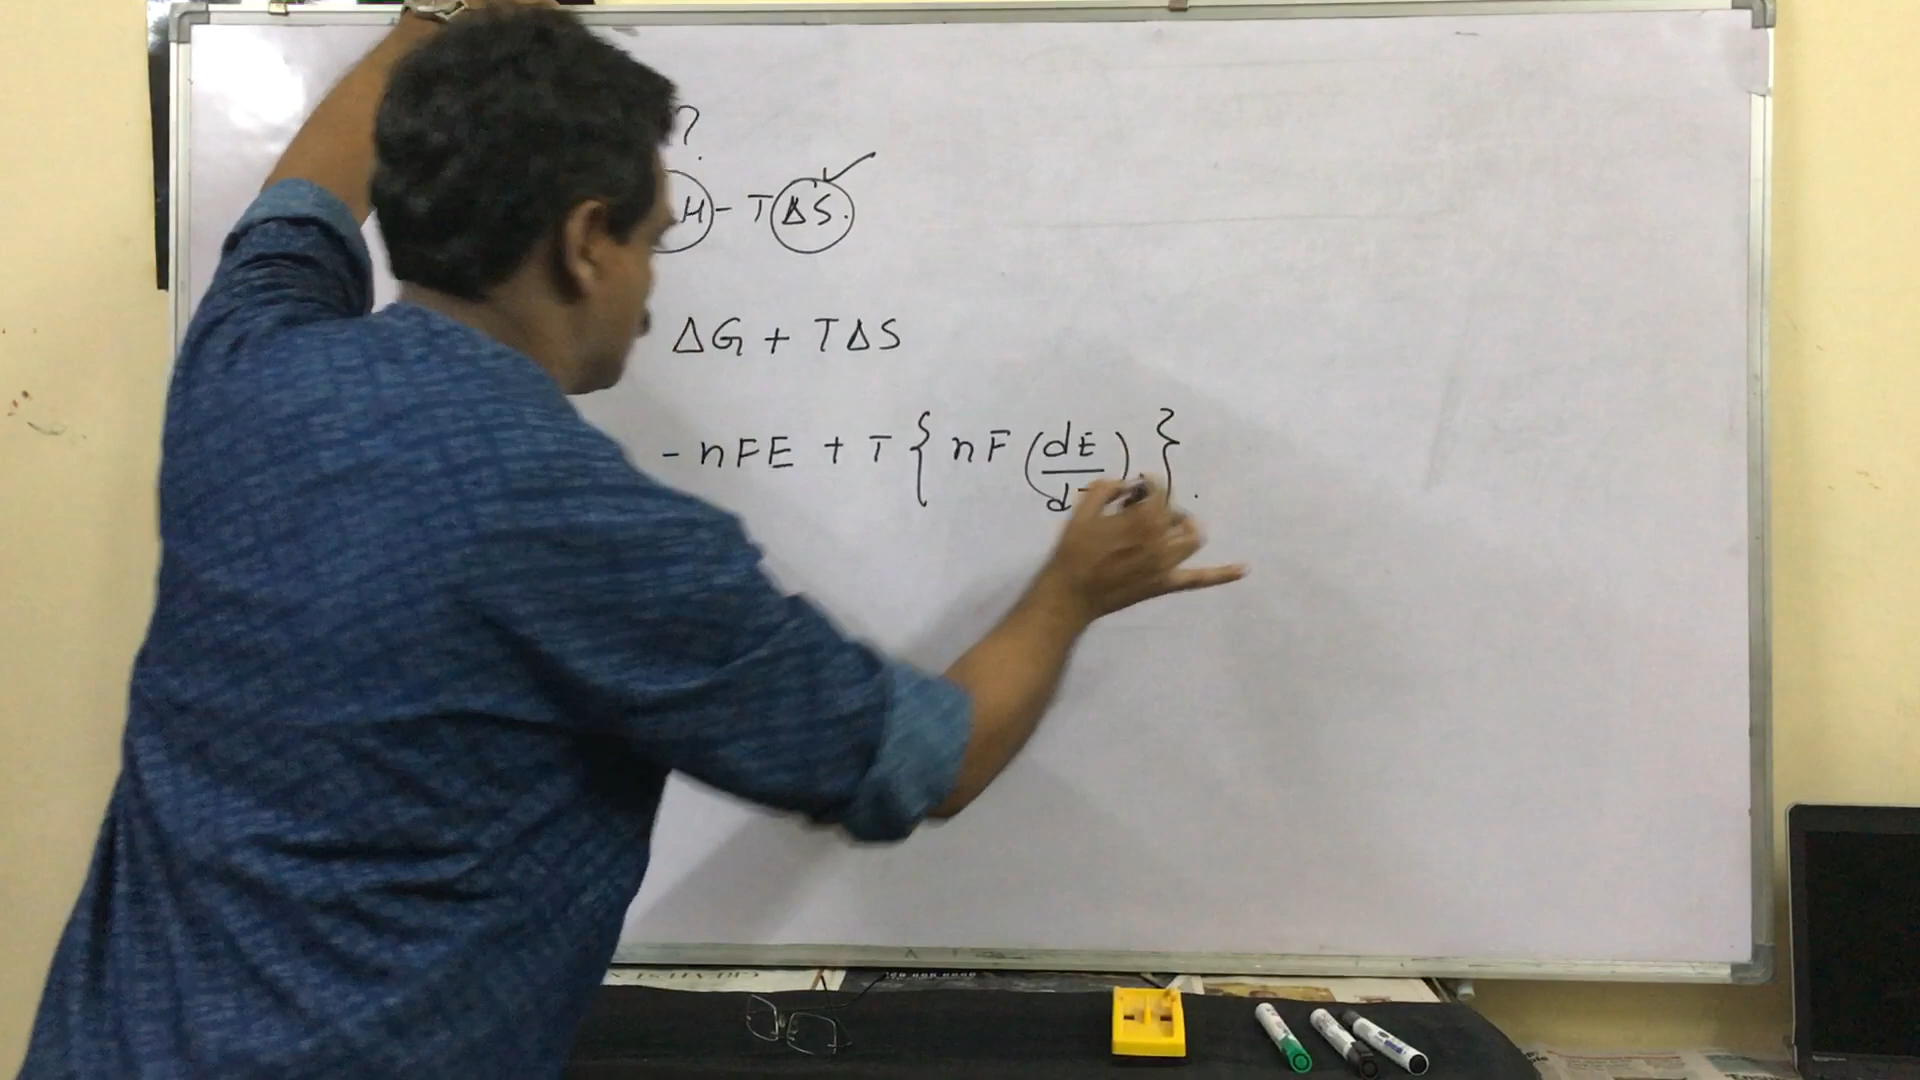 ?
H - TΔS.
ΔG + TΔS
- nFE + T { nF ( dE / dT ) }.